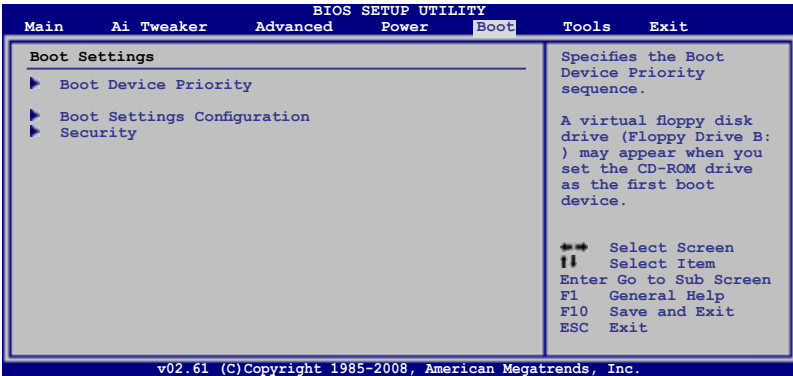 BIOS SETUP UTILITY
Main Ai Tweaker Advanced Power Boot Tools Exit
Boot Settings
Boot Device Priority
Boot Settings Configuration
Security
Specifies the Boot
Device Priority
sequence.
A virtual floppy disk
drive (Floppy Drive B:
) may appear when you
set the CD-ROM drive
as the first boot
device.
Select Screen
Select Item
Enter Go to Sub Screen
F1 General Help
F10 Save and Exit
ESC Exit
v02.61 (C)Copyright 1985-2008, American Megatrends, Inc.